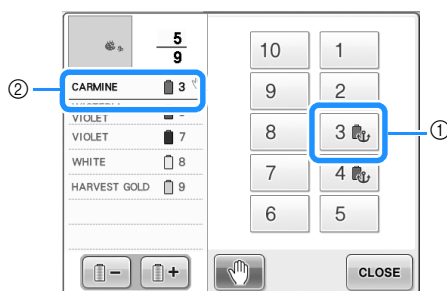 5
9
② CARMINE 3
WISTERIA
VIOLET
VIOLET 7
WHITE 8
HARVEST GOLD 9
− +
10 1
9 2
8 3 ①
7 4
6 5
CLOSE